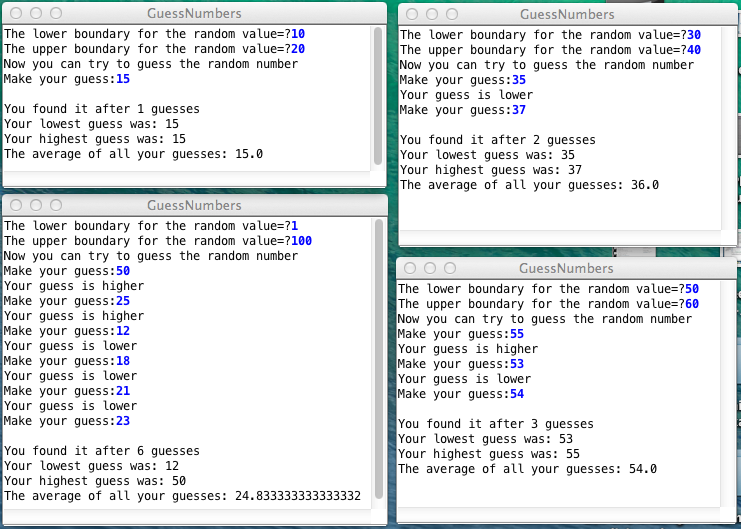 GuessNumbers
The lower boundary for the random value=?10
The upper boundary for the random value=?20
Now you can try to guess the random number
Make your guess:15
You found it after 1 guesses
Your lowest guess was: 15
Your highest guess was: 15
The average of all your guesses: 15.0
GuessNumbers
The lower boundary for the random value=?30
The upper boundary for the random value=?40
Now you can try to guess the random number
Make your guess:35
Your guess is lower
Make your guess:37
You found it after 2 guesses
Your lowest guess was: 35
Your highest guess was: 37
The average of all your guesses: 36.0
GuessNumbers
The lower boundary for the random value=?1
The upper boundary for the random value=?100
Now you can try to guess the random number
Make your guess:50
Your guess is higher
Make your guess:25
Your guess is higher
Make your guess:12
Your guess is lower
Make your guess:18
Your guess is lower
Make your guess:21
Your guess is lower
Make your guess:23
You found it after 6 guesses
Your lowest guess was: 12
Your highest guess was: 50
The average of all your guesses: 24.833333333333332
GuessNumbers
The lower boundary for the random value=?50
The upper boundary for the random value=?60
Now you can try to guess the random number
Make your guess:55
Your guess is higher
Make your guess:53
Your guess is lower
Make your guess:54
You found it after 3 guesses
Your lowest guess was: 53
Your highest guess was: 55
The average of all your guesses: 54.0